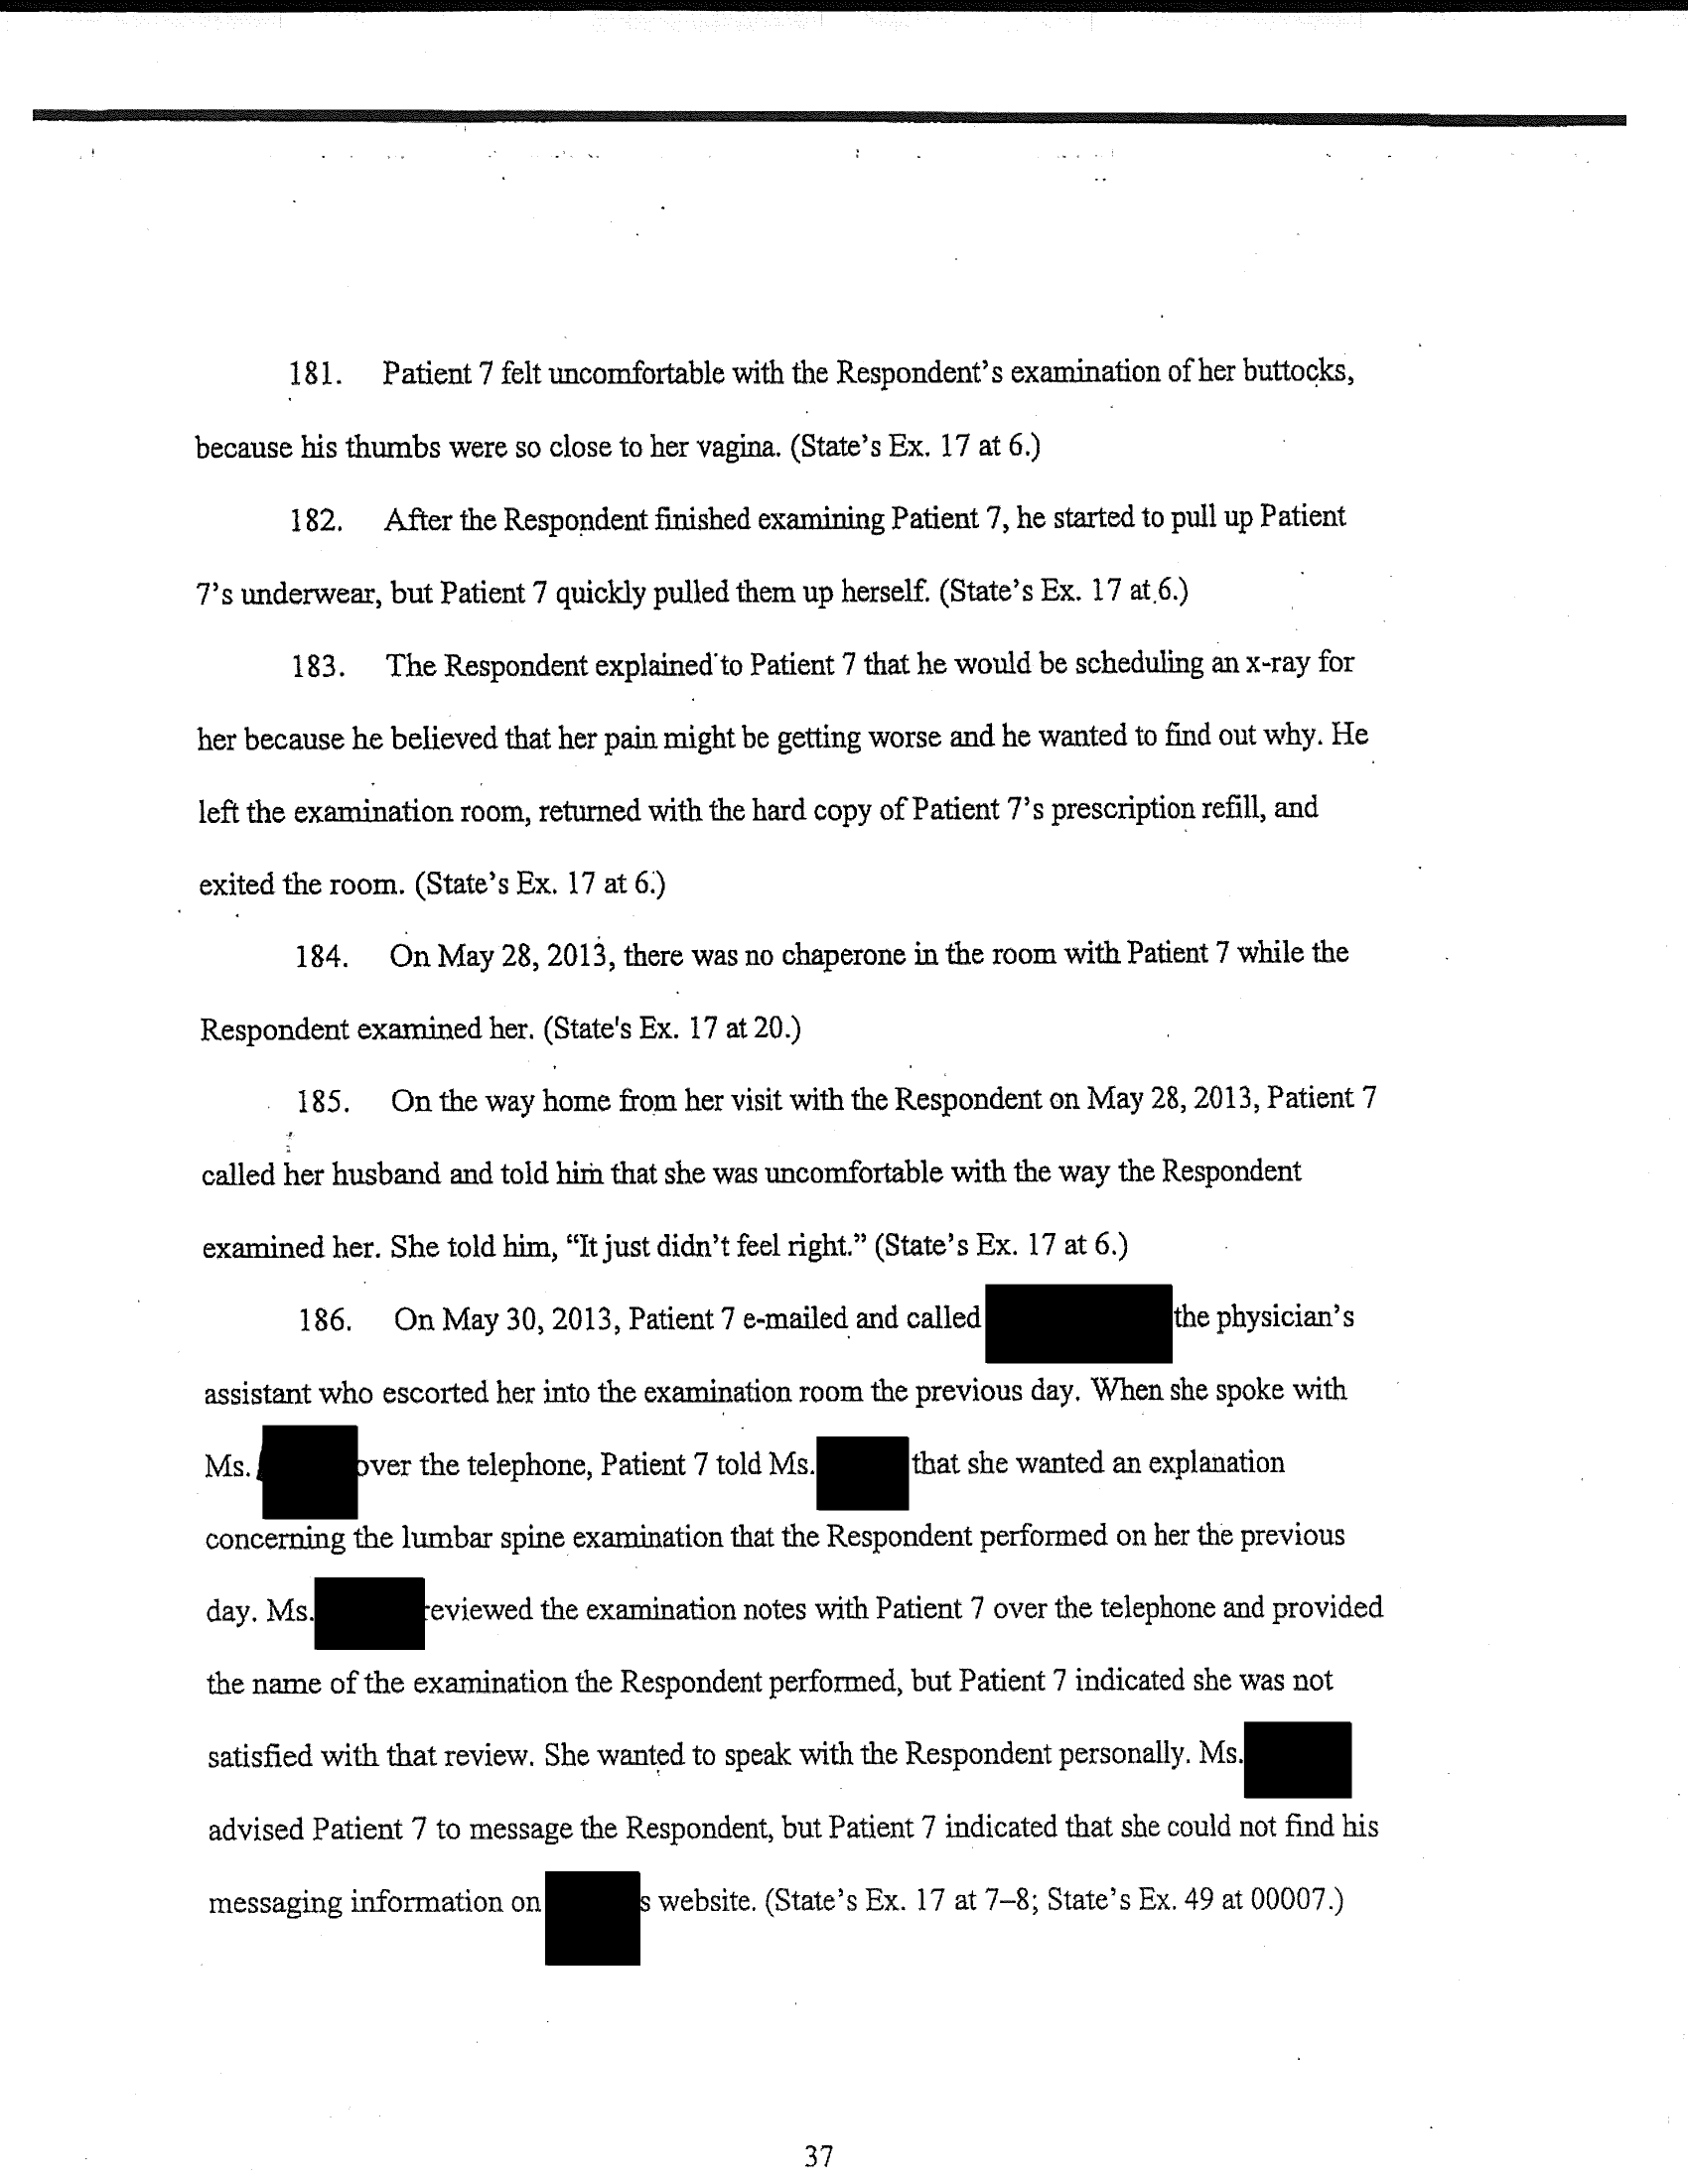 181. Patient 7 felt uncomfortable with the Respondent’s examination of her buttocks,
because his thumbs were so close to her vagina. (State’s Ex. 17 at 6.)
182. After the Respondent finished examining Patient 7, he started to pull up Patient
7’s underwear, but Patient 7 quickly pulled them up herself. (State’s Ex. 17 at 6.)
183. The Respondent explained to Patient 7 that he would be scheduling an x-ray for
her because he believed that her pain might be getting worse and he wanted to find out why. He
left the examination room, returned with the hard copy of Patient 7’s prescription refill, and
exited the room. (State’s Ex. 17 at 6.)
184. On May 28, 2013, there was no chaperone in the room with Patient 7 while the
Respondent examined her. (State's Ex. 17 at 20.)
185. On the way home from her visit with the Respondent on May 28, 2013, Patient 7
called her husband and told him that she was uncomfortable with the way the Respondent
examined her. She told him, “It just didn’t feel right.” (State’s Ex. 17 at 6.)
186. On May 30, 2013, Patient 7 e-mailed and called the physician’s
assistant who escorted her into the examination room the previous day. When she spoke with
Ms. over the telephone, Patient 7 told Ms. that she wanted an explanation
concerning the lumbar spine examination that the Respondent performed on her the previous
day. Ms. reviewed the examination notes with Patient 7 over the telephone and provided
the name of the examination the Respondent performed, but Patient 7 indicated she was not
satisfied with that review. She wanted to speak with the Respondent personally. Ms.
advised Patient 7 to message the Respondent, but Patient 7 indicated that she could not find his
messaging information on s website. (State’s Ex. 17 at 7–8; State’s Ex. 49 at 00007.)
37